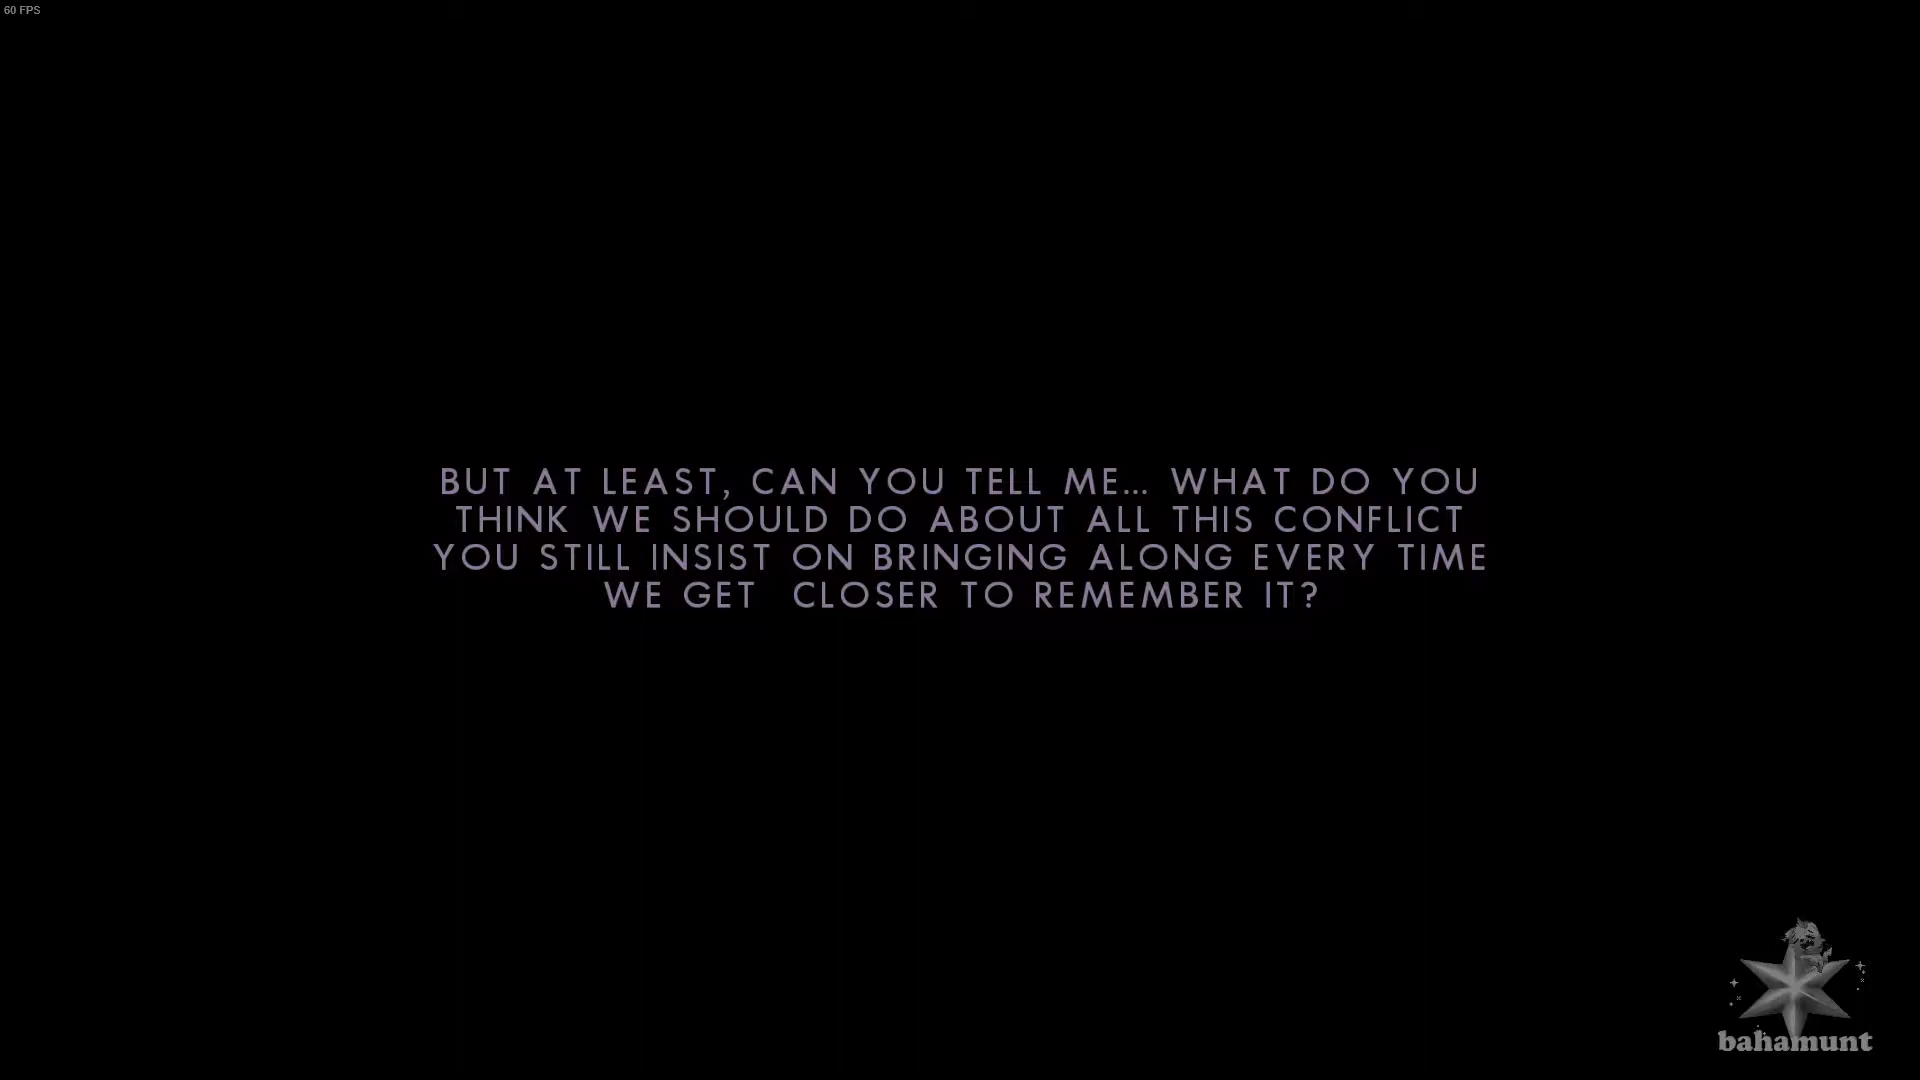 60 FPS
BUT AT LEAST, CAN YOU TELL ME... WHAT DO YOU
THINK WE SHOULD DO ABOUT ALL THIS CONFLICT
YOU STILL INSIST ON BRINGING ALONG EVERY TIME
WE GET  CLOSER TO REMEMBER IT?
bahamunt